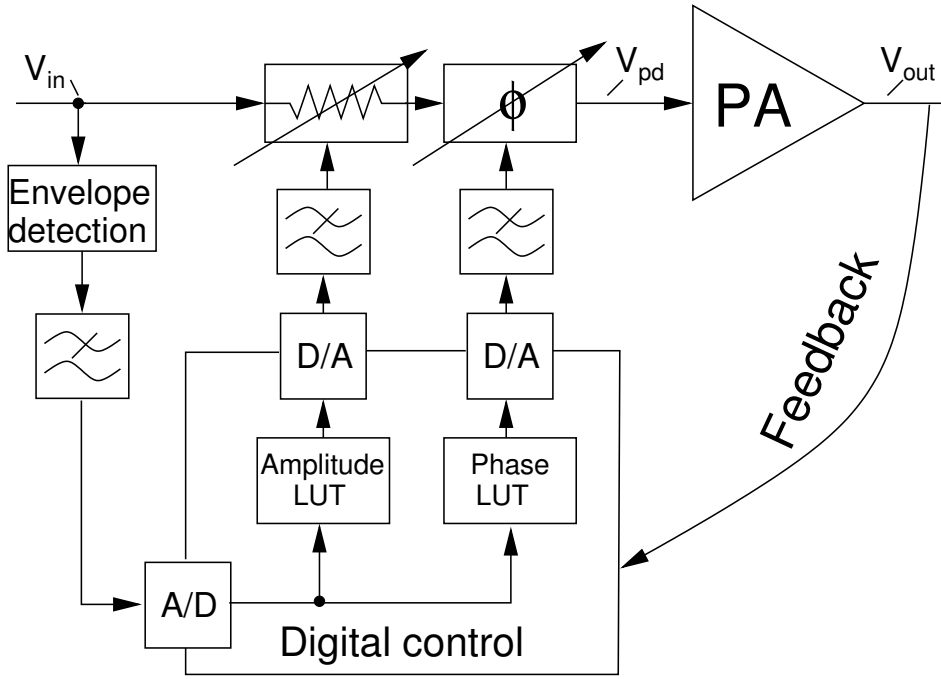 V_in
V_pd
V_out
ϕ
PA
Envelope
detection
Feedback
D/A
D/A
Amplitude
LUT
Phase
LUT
A/D
Digital control